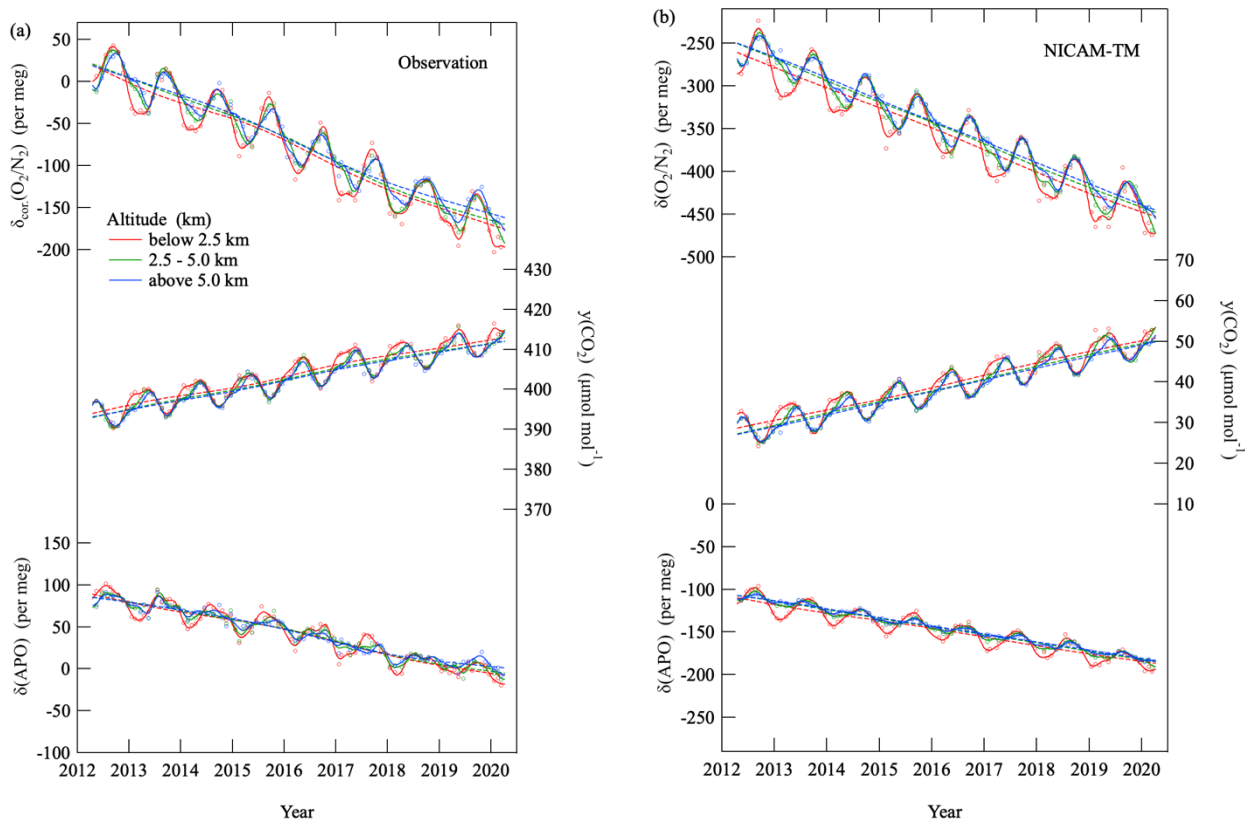 (a)
Observation
50
0
-50
-100
-150
-200
δcor.(O2/N2) (per meg)
Altitude (km)
below 2.5 km
2.5 - 5.0 km
above 5.0 km
430
420
410
400
390
380
370
y(CO2) (μmol mol-1)
150
100
50
0
-50
-100
δ(APO) (per meg)
2012 2013 2014 2015 2016 2017 2018 2019 2020
Year
(b)
NICAM-TM
-250
-300
-350
-400
-450
-500
δ(O2/N2) (per meg)
70
60
50
40
30
20
10
y(CO2) (μmol mol-1)
0
-50
-100
-150
-200
-250
δ(APO) (per meg)
2012 2013 2014 2015 2016 2017 2018 2019 2020
Year